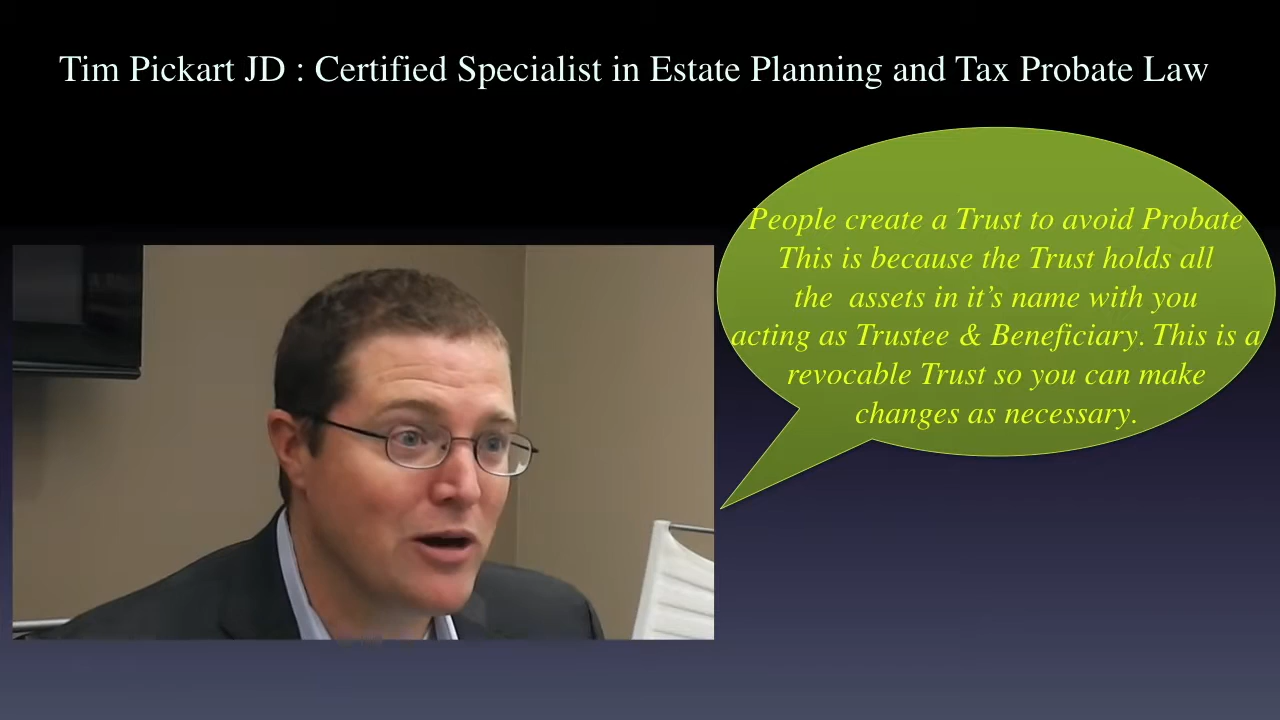 Tim Pickart JD : Certified Specialist in Estate Planning and Tax Probate Law
People create a Trust to avoid Probate
This is because the Trust holds all
the  assets in it’s name with you
acting as Trustee & Beneficiary. This is a
revocable Trust so you can make
changes as necessary.